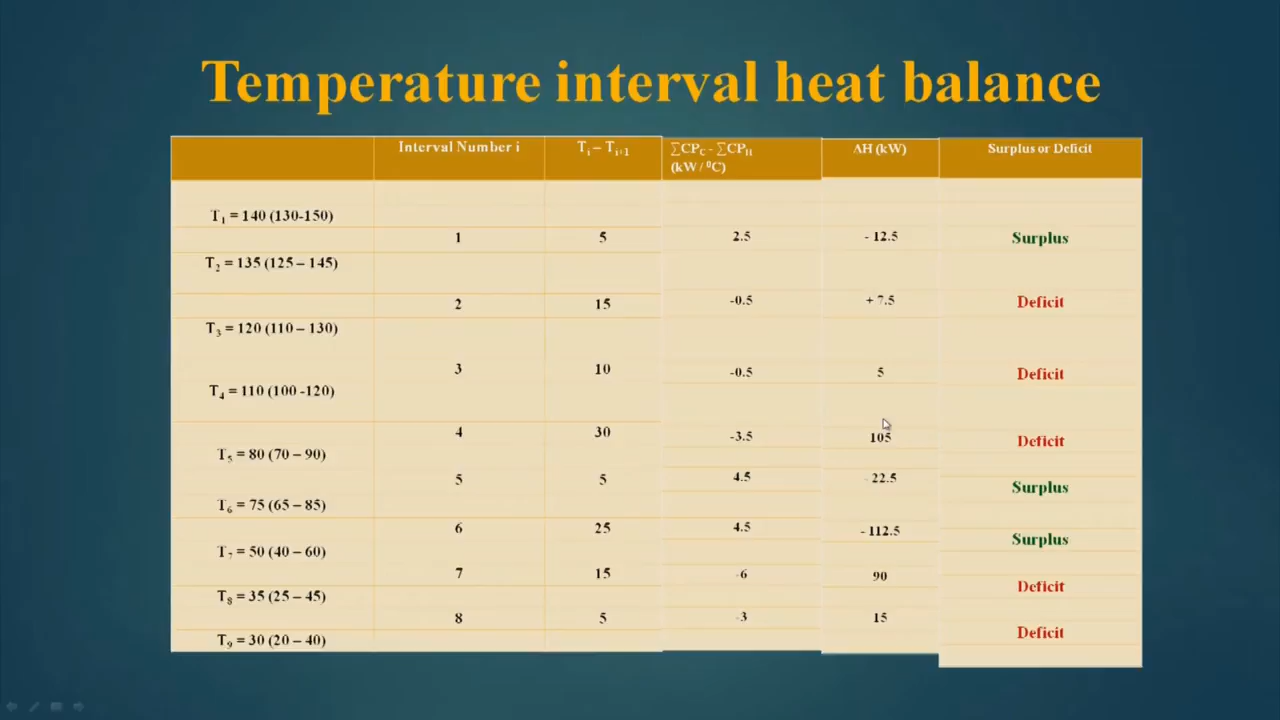 Temperature interval heat balance
Interval Number i Tᵢ – Tᵢ₊₁ ∑CP_C - ∑CP_H (kW / ⁰C) ΔH (kW) Surplus or Deficit
T₁ = 140 (130-150)
1 5 2.5 - 12.5 Surplus
T₂ = 135 (125 – 145)
2 15 -0.5 + 7.5 Deficit
T₃ = 120 (110 – 130)
3 10 -0.5 5 Deficit
T₄ = 110 (100 -120)
4 30 -3.5 105 Deficit
T₅ = 80 (70 – 90)
5 5 4.5 - 22.5 Surplus
T₆ = 75 (65 – 85)
6 25 4.5 - 112.5 Surplus
T₇ = 50 (40 – 60)
7 15 -6 90 Deficit
T₈ = 35 (25 – 45)
8 5 -3 15 Deficit
T₉ = 30 (20 – 40)